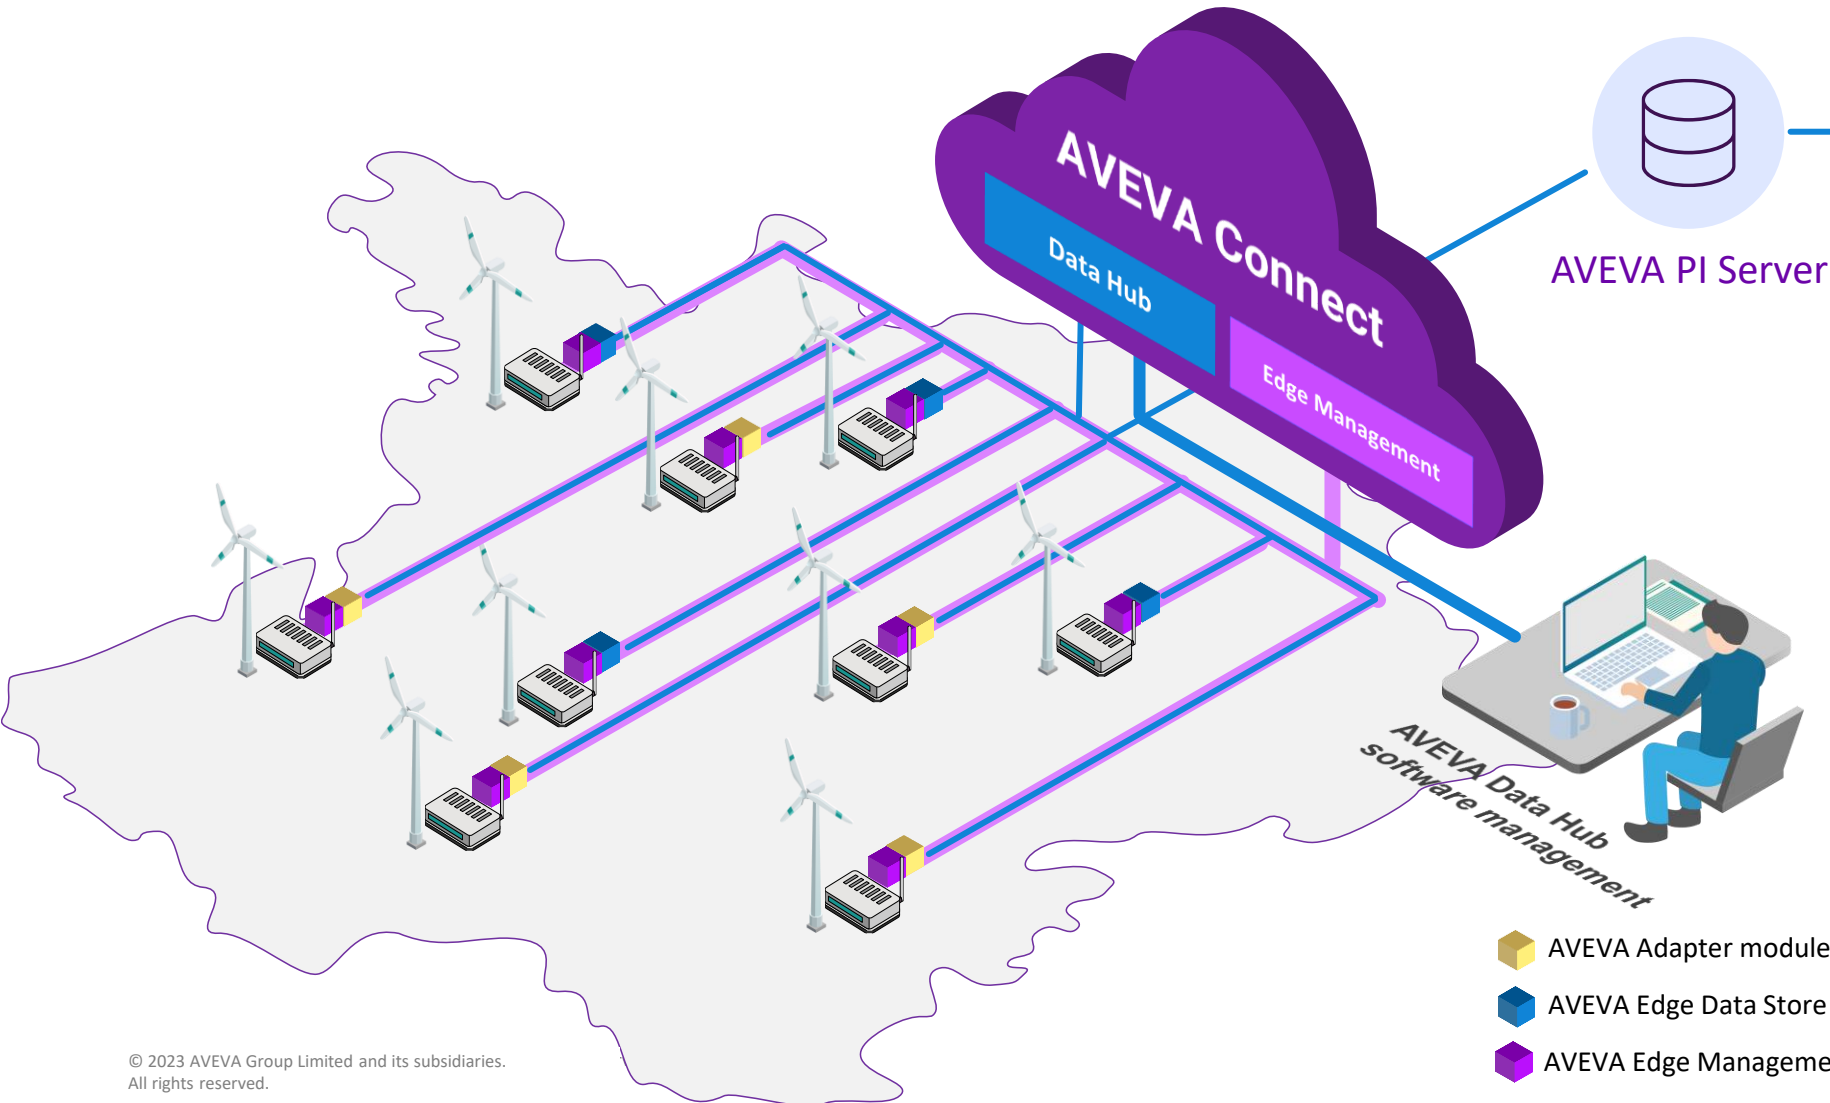 AVEVA Connect
Data Hub
Edge Management
AVEVA PI Server
AVEVA Data Hub
software management
AVEVA Adapter module
AVEVA Edge Data Store
AVEVA Edge Manageme
© 2023 AVEVA Group Limited and its subsidiaries.
All rights reserved.